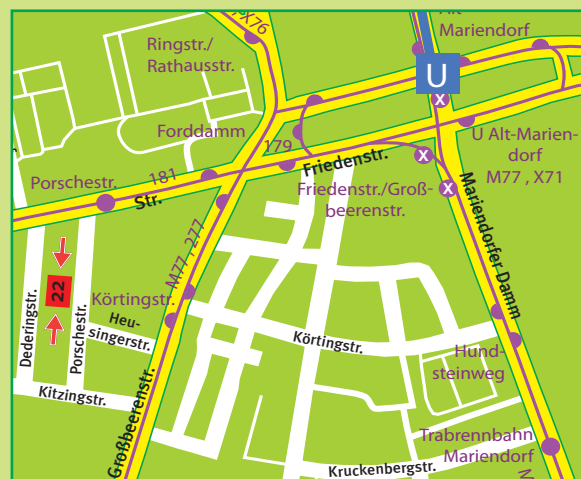 X76
Alt-
Mariendorf
Ringstr./
Rathausstr.
U
X
Forddamm
179
U Alt-Marien-
dorf
M77 , X71
Friedenstr.
X
X
Friedenstr./Groß-
beerenstr.
Porschestr.
181
Str.
Mariendorfer Damm
M77, 277
22
Dederingstr.
Porschestr.
Körtingstr.
Heu-
singerstr.
Körtingstr.
Hund-
steinweg
Kitzingstr.
Großbeerenstr.
Trabrennbahn
Mariendorf
Kruckenbergstr.